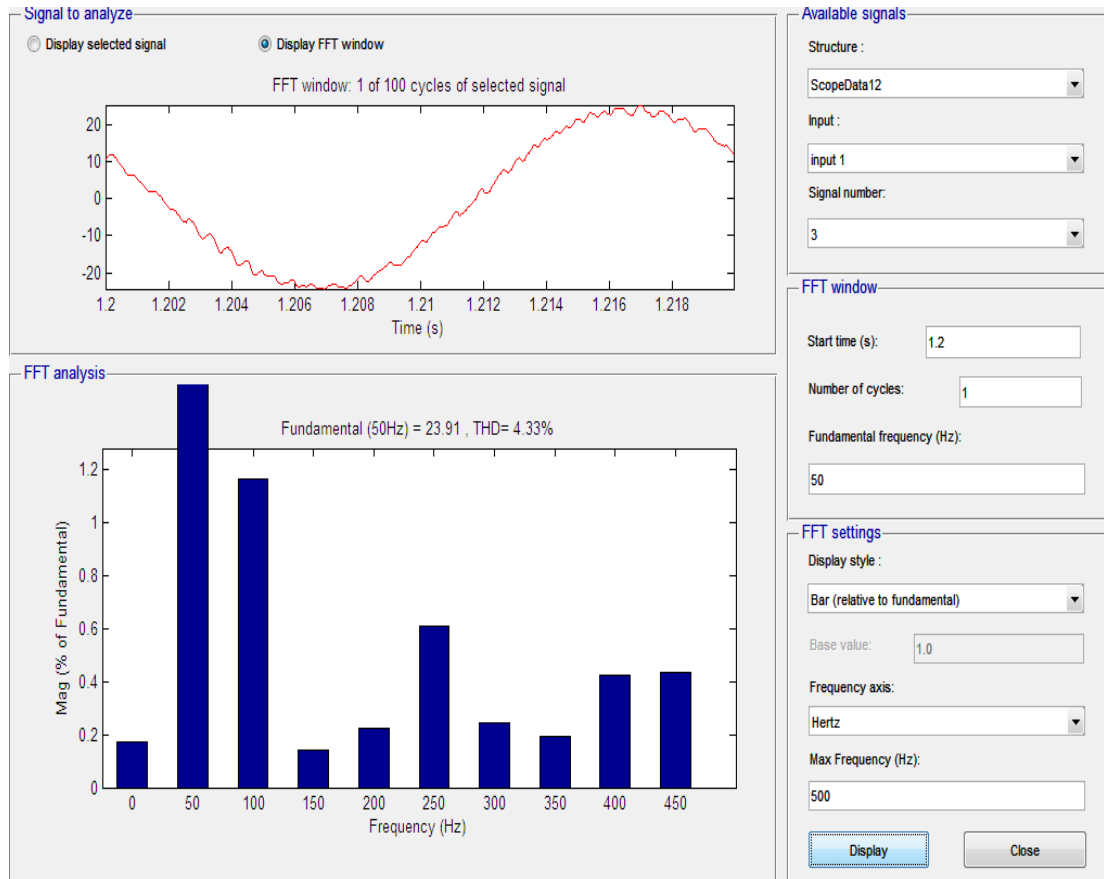 Signal to analyze
Display selected signal
Display FFT window
FFT window: 1 of 100 cycles of selected signal
20
10
0
-10
-20
1.2 1.202 1.204 1.206 1.208 1.21 1.212 1.214 1.216 1.218
Time (s)
FFT analysis
Fundamental (50Hz) = 23.91 , THD= 4.33%
Mag (% of Fundamental)
1.2
1
0.8
0.6
0.4
0.2
0
0 50 100 150 200 250 300 350 400 450
Frequency (Hz)
Available signals
Structure :
ScopeData12
Input :
input 1
Signal number:
3
FFT window
Start time (s): 1.2
Number of cycles: 1
Fundamental frequency (Hz):
50
FFT settings
Display style :
Bar (relative to fundamental)
Base value: 1.0
Frequency axis:
Hertz
Max Frequency (Hz):
500
Display
Close